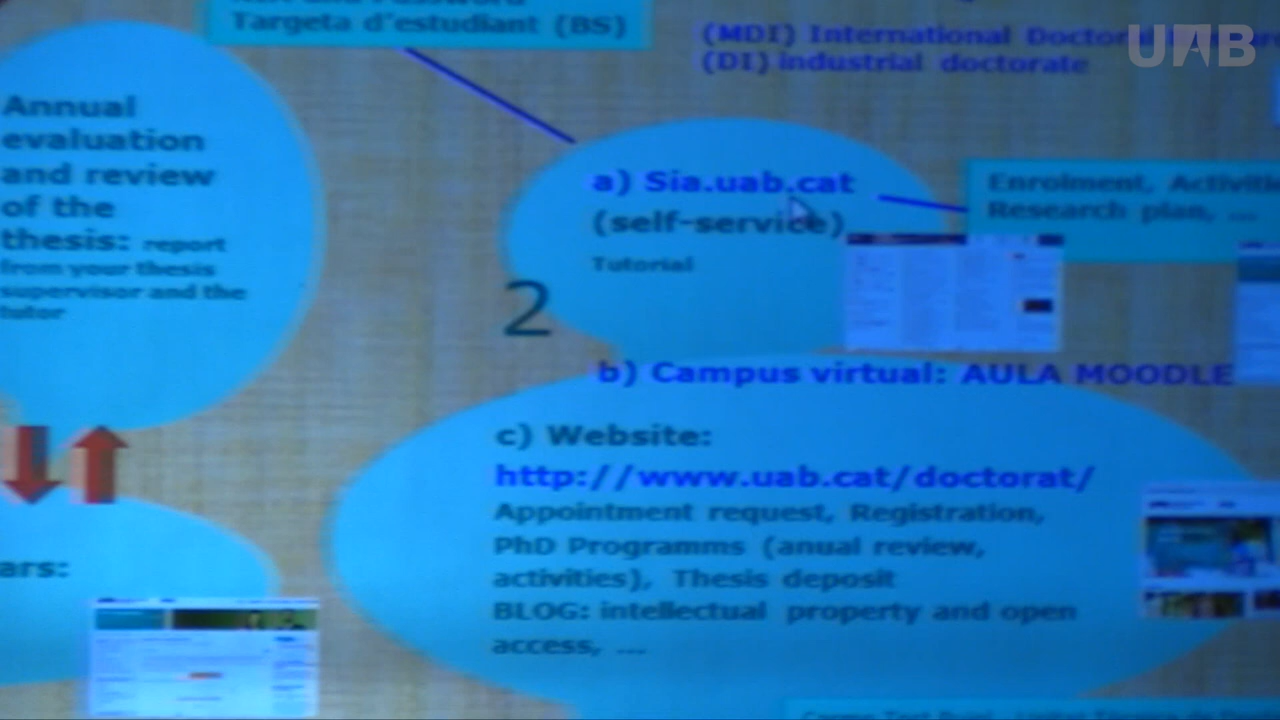 Targeta d'estudiant (BS)
(MDI) International
(DI) industrial doctorate
UAB
Annual
evaluation
and review
of the
thesis: report
from your thesis
supervisor and the
tutor
a) Sia.uab.cat
(self-service)
Tutorial
Enrolment,
Research plan, ...
2
b) Campus virtual: AULA MOODLE
c) Website:
http://www.uab.cat/doctorat/
Appointment request, Registration,
PhD Programms (anual review,
activities), Thesis deposit
BLOG: intellectual property and open
access, ...
ars: